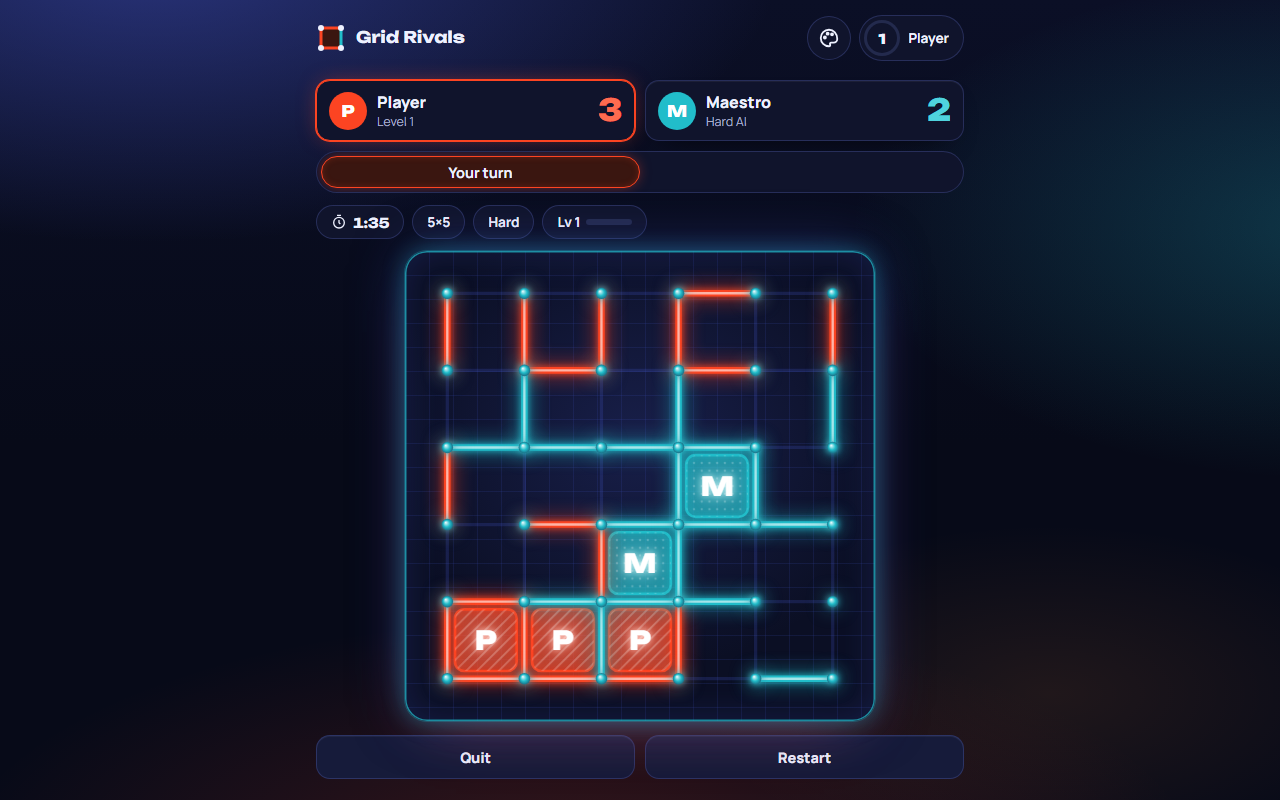 Grid Rivals
1 Player
P Player 3
Level 1
M Maestro 2
Hard AI
Your turn
1:35
5×5
Hard
Lv 1
M
M
P P P
Quit
Restart